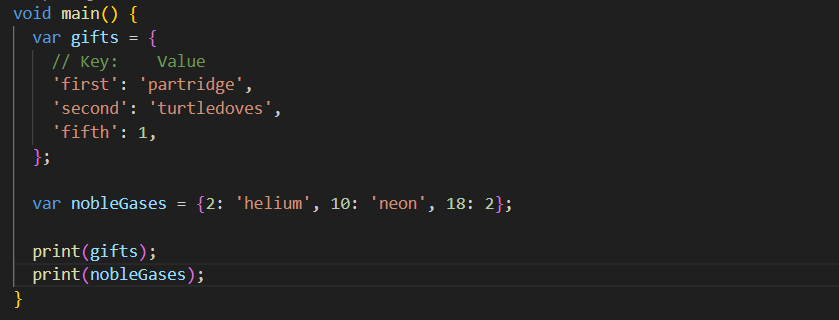 void main() {
  var gifts = {
    // Key:    Value
    'first': 'partridge',
    'second': 'turtledoves',
    'fifth': 1,
  };

  var nobleGases = {2: 'helium', 10: 'neon', 18: 2};

  print(gifts);
  print(nobleGases);
}